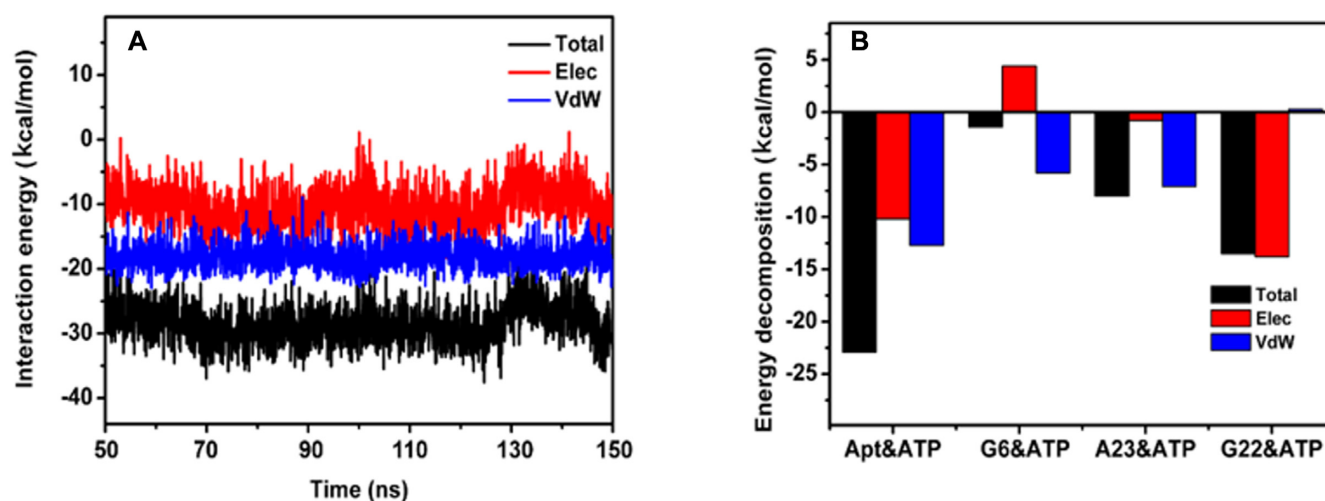 A
Total
Elec
VdW
Interaction energy ( kcal/mol)
10
0
-10
-20
-30
-40
50 70 90 110 130 150
Time (ns)
B
Energy decomposition ( kcal/mol)
5
0
-5
-10
-15
-20
-25
Total
Elec
VdW
Apt&ATP G6&ATP A23&ATP G22&ATP